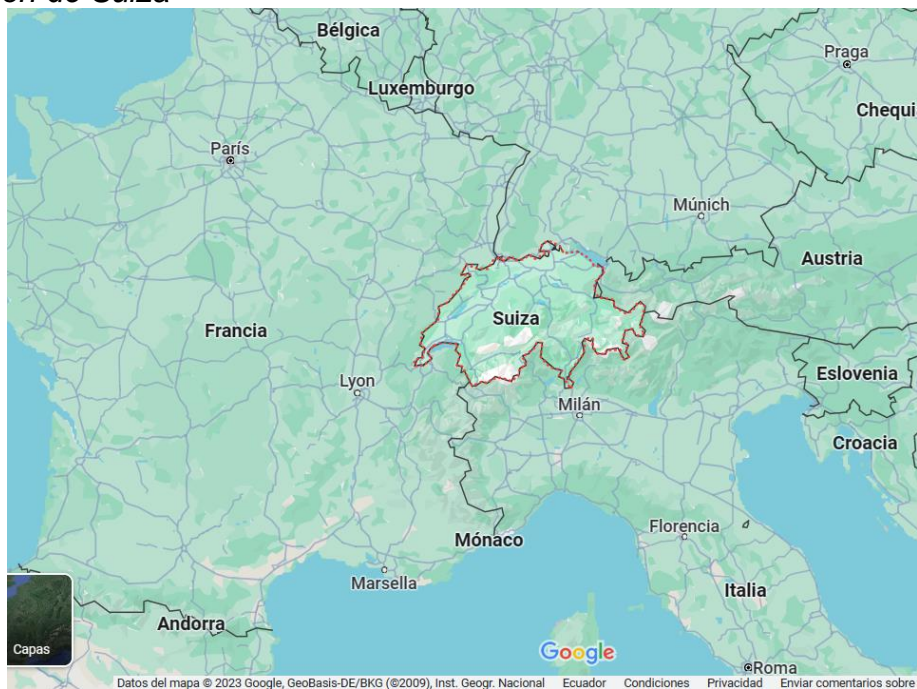 de Suiza
Bélgica
Praga
Luxemburgo
Chequi
París
Múnich
Austria
Suiza
Francia
Eslovenia
Lyon
Milán
Croacia
Florencia
Mónaco
Marsella
Italia
Andorra
Capas
Google
Roma
Datos del mapa © 2023 Google, GeoBasis-DE/BKG (©2009), Inst. Geogr. Nacional Ecuador Condiciones Privacidad Enviar comentarios sobre